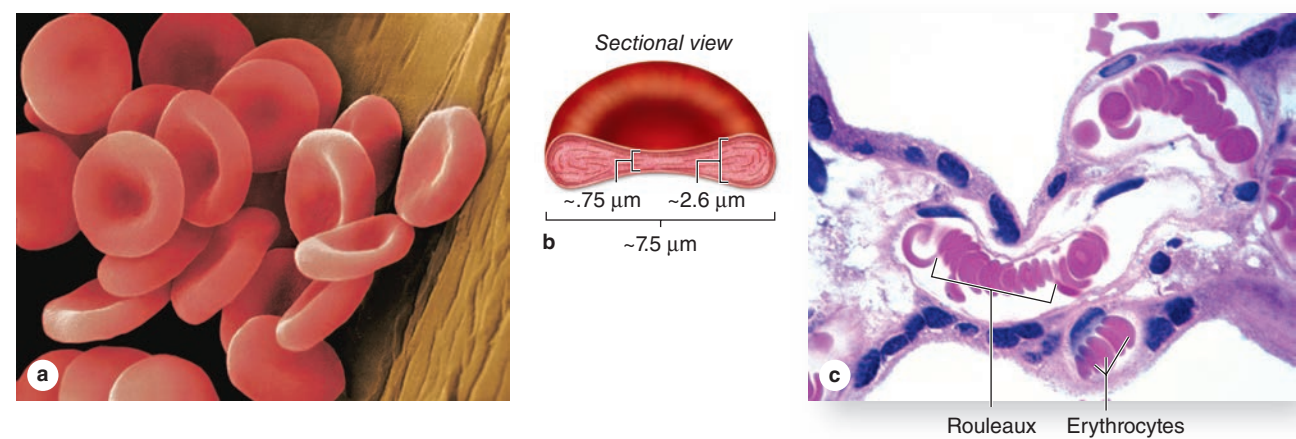 a
Sectional view
~.75 µm ~2.6 µm
~7.5 µm
b
c
Rouleaux Erythrocytes